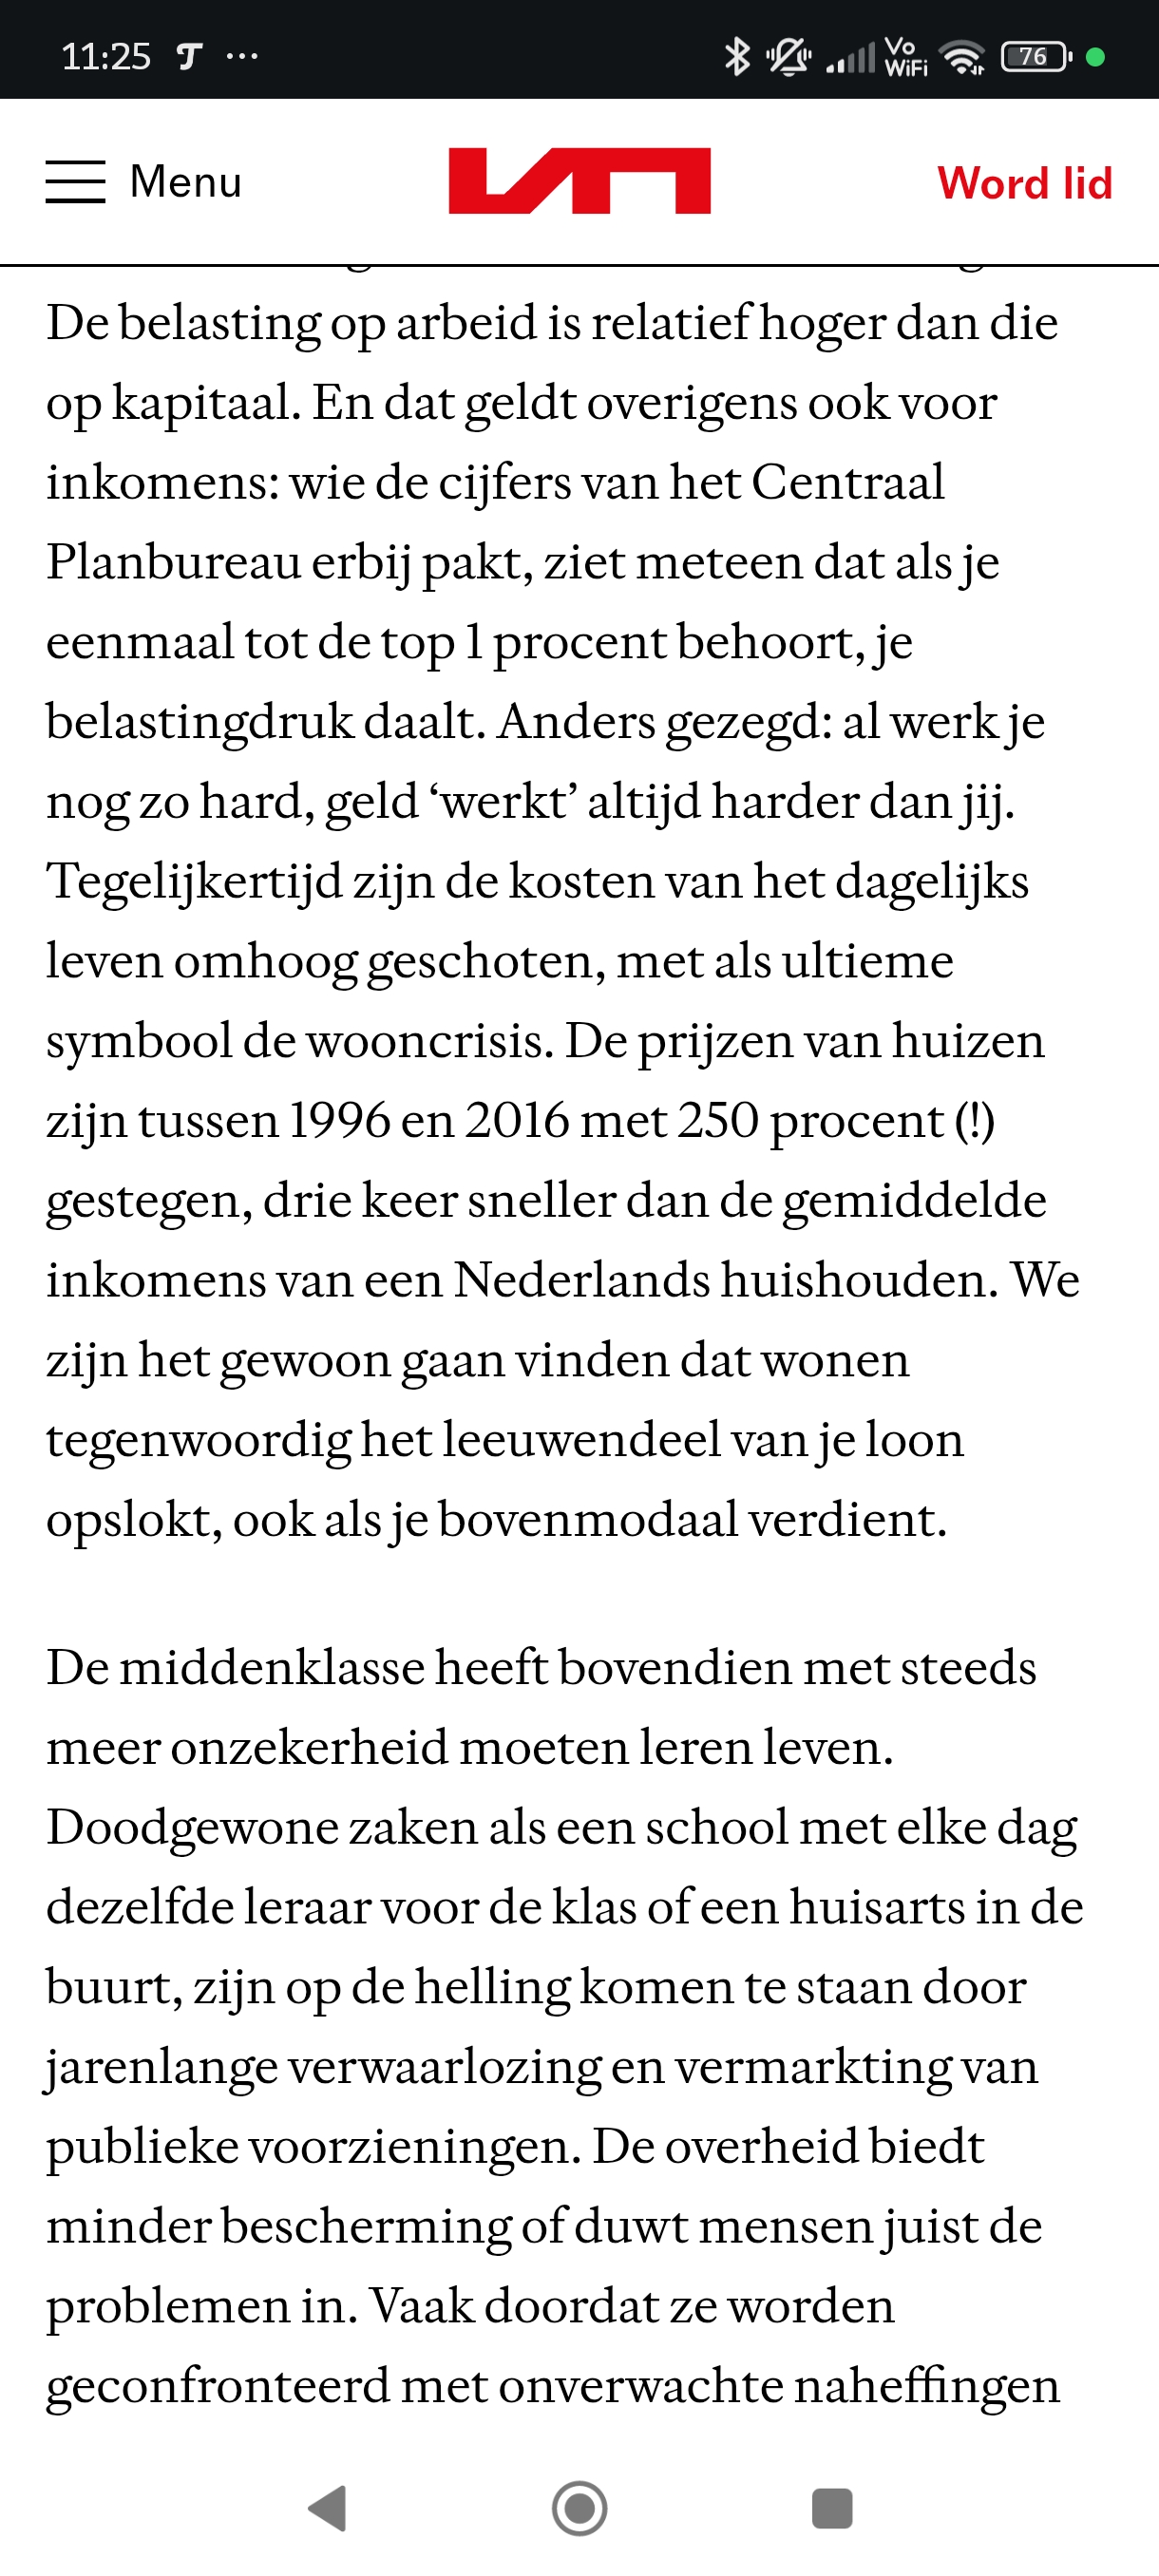 11:25
Vo
WiFi
76
Menu
VN
Word lid
De belasting op arbeid is relatief hoger dan die
op kapitaal. En dat geldt overigens ook voor
inkomens: wie de cijfers van het Centraal
Planbureau erbij pakt, ziet meteen dat als je
eenmaal tot de top 1 procent behoort, je
belastingdruk daalt. Anders gezegd: al werk je
nog zo hard, geld ‘werkt’ altijd harder dan jij.
Tegelijkertijd zijn de kosten van het dagelijks
leven omhoog geschoten, met als ultieme
symbool de wooncrisis. De prijzen van huizen
zijn tussen 1996 en 2016 met 250 procent (!)
gestegen, drie keer sneller dan de gemiddelde
inkomens van een Nederlands huishouden. We
zijn het gewoon gaan vinden dat wonen
tegenwoordig het leeuwendeel van je loon
opslokt, ook als je bovenmodaal verdient.
De middenklasse heeft bovendien met steeds
meer onzekerheid moeten leren leven.
Doodgewone zaken als een school met elke dag
dezelfde leraar voor de klas of een huisarts in de
buurt, zijn op de helling komen te staan door
jarenlange verwaarlozing en vermarkting van
publieke voorzieningen. De overheid biedt
minder bescherming of duwt mensen juist de
problemen in. Vaak doordat ze worden
geconfronteerd met onverwachte naheffingen